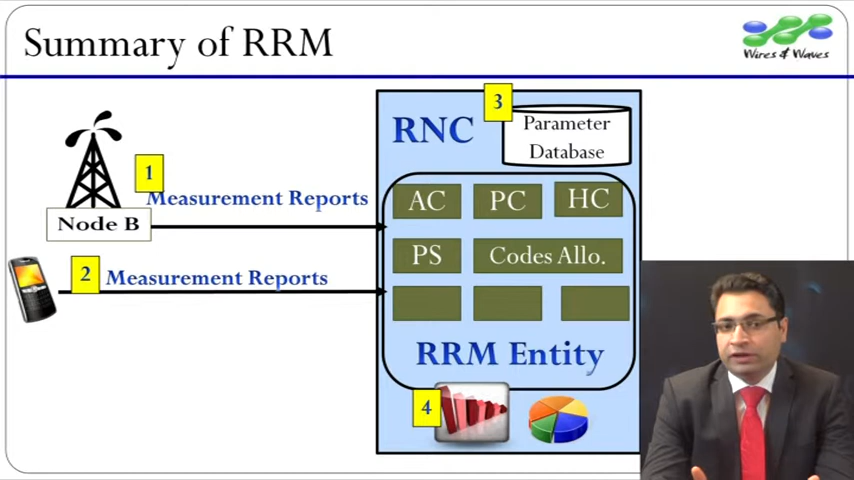 Summary of RRM
Wires & Waves
3
RNC
Parameter
Database
1
Measurement Reports
AC
PC
HC
Node B
PS
Codes Allo.
2
Measurement Reports
RRM Entity
4